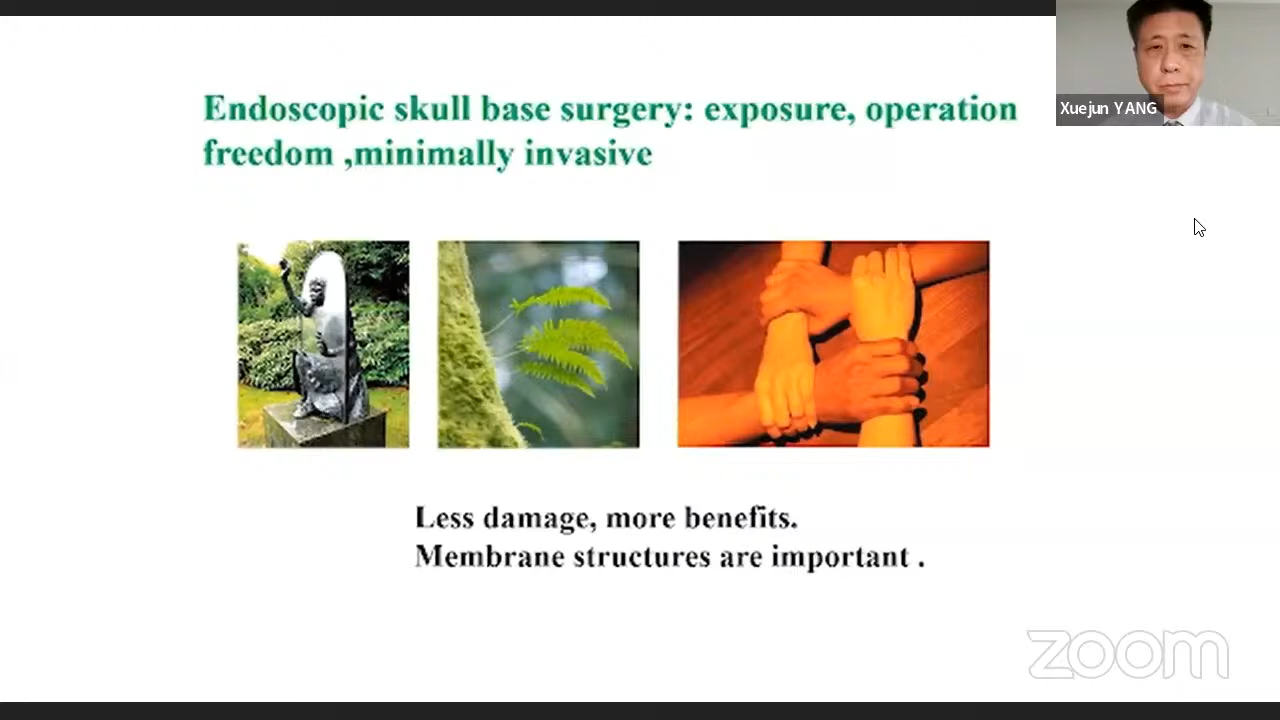 Endoscopic skull base surgery: exposure, operation
freedom ,minimally invasive
Xuejun YANG
Less damage, more benefits.
Membrane structures are important .
zoom